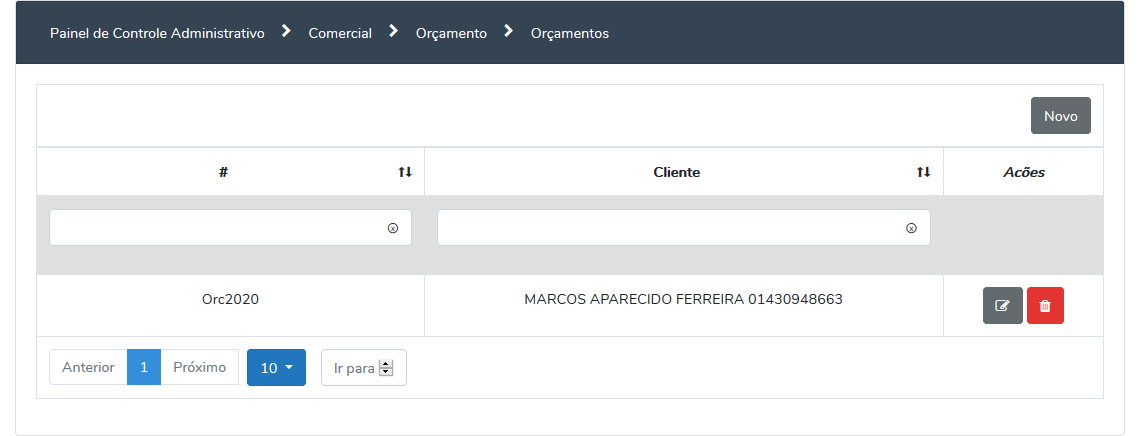 Painel de Controle Administrativo Comercial Orçamento Orçamentos
Novo
# Cliente Acões
Orc2020 MARCOS APARECIDO FERREIRA 01430948663
Anterior 1 Próximo 10 Ir para